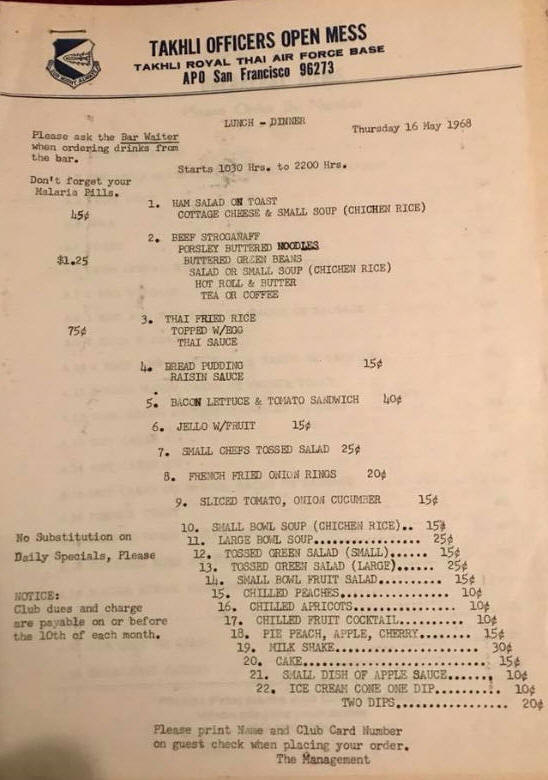 TAKHLI OFFICERS OPEN MESS
TAKHLI ROYAL THAI AIR FORCE BASE
APO San Francisco 96273
LUNCH - DINNER
Thursday 16 May 1968
Please ask the Bar Waiter
when ordering drinks from
the bar.
Starts 1030 Hrs. to 2200 Hrs.
Don't forget your
Malaria Pills.
45¢ 1. HAM SALAD ON TOAST
COTTAGE CHEESE & SMALL SOUP (CHICHEN RICE)
2. BEEF STROGANAFF
PORSLEY BUTTERED NOODLES
$1.25 BUTTERED GREEN BEANS
SALAD OR SMALL SOUP (CHICHEN RICE)
HOT ROLL & BUTTER
TEA OR COFFEE
3. THAI FRIED RICE
75¢ TOPPED W/EGG
THAI SAUCE
4. BREAD PUDDING 15¢
RAISIN SAUCE
5. BACON LETTUCE & TOMATO SANDWICH 40¢
6. JELLO W/FRUIT 15¢
7. SMALL CHEFS TOSSED SALAD 25¢
8. FRENCH FRIED ONION RINGS 20¢
9. SLICED TOMATO, ONION CUCUMBER 15¢
No Substitution on
Daily Specials, Please
10. SMALL BOWL SOUP (CHICHEN RICE).. 15¢
11. LARGE BOWL SOUP................... 25¢
12. TOSSED GREEN SALAD (SMALL)...... 15¢
13. TOSSED GREEN SALAD (LARGE)...... 25¢
14. SMALL BOWL FRUIT SALAD......... 15¢
15. CHILLED PEACHES................ 10¢
16. CHILLED APRICOTS.............. 10¢
17. CHILLED FRUIT COCKTAIL........ 10¢
18. PIE PEACH, APPLE, CHERRY....... 15¢
19. MILK SHAKE.................... 30¢
20. CAKE......................... 15¢
21. SMALL DISH OF APPLE SAUCE..... 10¢
22. ICE CREAM CONE ONE DIP........ 10¢
TWO DIPS................ 20¢
NOTICE:
Club dues and charge
are payable on or before
the 10th of each month.
Please print Name and Club Card Number
on guest check when placing your order.
The Management